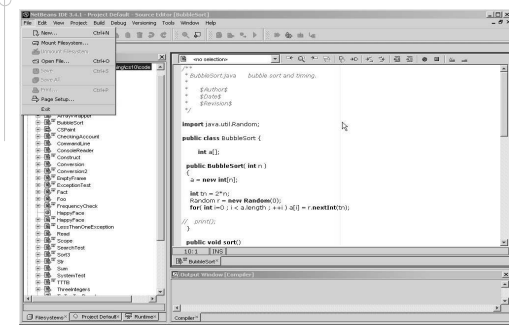 NetBeans IDE 3.4.1 - Project Default - Source Editor [BubbleSort]
File Edit View Project Build Debug Versioning Tools Window Help
New... Ctrl+N
Mount Filesystem...
Unmount Filesystem
Open File... Ctrl+O
Save Ctrl+S
Save All
Print... Ctrl+P
Page Setup...
Exit
ArrayWrapper
BubbleSort
CSPaint
CheckingAccount
CommandLine
ConsoleReader
Construct
Conversion
Conversion2
EmptyFrame
ExceptionTest
Fact
Foo
FrequencyCheck
HappyFace
HappyFace
LessThanOneException
Read
Scope
SearchTest
Sort3
Str
Sum
SystemTest
TTTB
ThreeIntegers
Filesystems Project Default Runtime
<no selection>
/**
* BubbleSort.java bubble sort and timing.
*
* $Author$
* $Date$
* $Revision$
*/
import java.util.Random;
public class BubbleSort {
int a[];
public BubbleSort( int n )
{
a = new int[n];
int tn = 2*n;
Random r = new Random(0);
for( int i=0 ; i < a.length ; ++i ) a[i] = r.nextInt(tn);
// print();
}
public void sort()
10:1 INS
BubbleSort
Output Window [Compiler]
Compiler